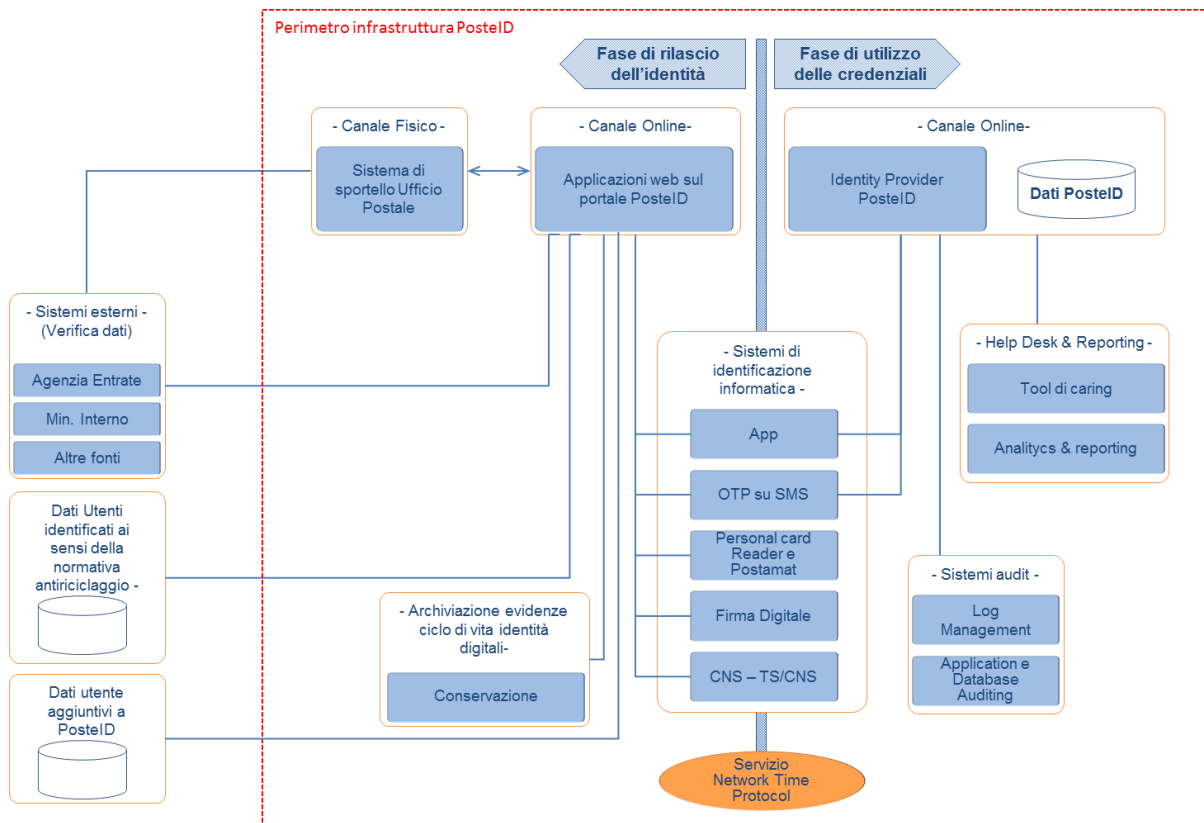 Perimetro infrastruttura PosteID
Fase di rilascio
dell'identità
Fase di utilizzo
delle credenziali
- Canale Fisico -
Sistema di
sportello Ufficio
Postale
- Canale Online-
Applicazioni web sul
portale PosteID
- Canale Online-
Identity Provider
PosteID
Dati PosteID
- Sistemi esterni -
(Verifica dati)
Agenzia Entrate
Min. Interno
Altre fonti
- Sistemi di
identificazione
informatica -
App
OTP su SMS
Personal card
Reader e
Postamat
Firma Digitale
CNS – TS/CNS
- Help Desk & Reporting -
Tool di caring
Analitycs & reporting
Dati Utenti
identificati ai
sensi della
normativa
antiriciclaggio -
- Archiviazione evidenze
ciclo di vita identità
digitali-
Conservazione
- Sistemi audit -
Log
Management
Application e
Database
Auditing
Dati utente
aggiuntivi a
PosteID
Servizio
Network Time
Protocol